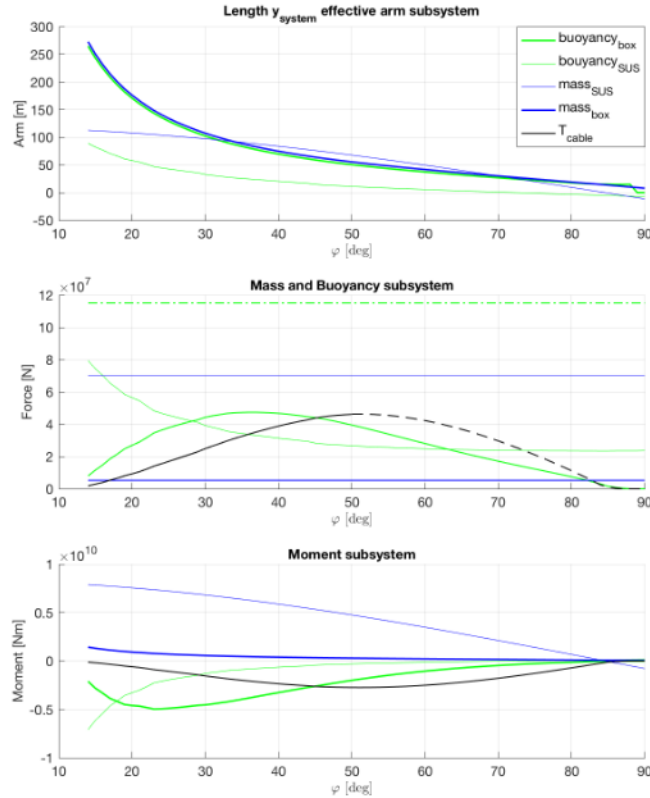 Length y_system effective arm subsystem
Arm [m]
300
250
200
150
100
50
0
-50
10 20 30 40 50 60 70 80 90
φ [deg]
buoyancy_box
bouyancy_SUS
mass_SUS
mass_box
T_cable
Mass and Buoyancy subsystem
×10^7
Force [N]
12
10
8
6
4
2
0
10 20 30 40 50 60 70 80 90
φ [deg]
Moment subsystem
×10^10
Moment [Nm]
1
0.5
0
-0.5
-1
10 20 30 40 50 60 70 80 90
φ [deg]